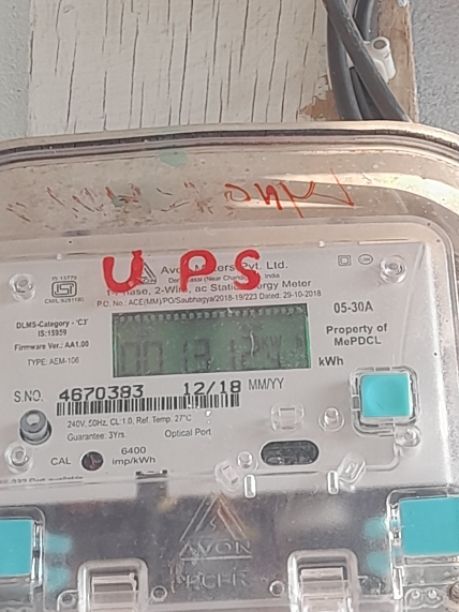 UPS
IS 13779
CM/L 9261190
AVON
Avon Meters Pvt. Ltd.
1 Phase, 2-Wire, ac Static Energy Meter
P.O. No.: ACE(MM)/PO/Saubhagya/2018-19/223 Dated: 29-10-2018
05-30A
DLMS-Category - 'C3'
IS:15959
Firmware Ver.: AA1.00
TYPE: AEM-106
Property of
MePDCL
kWh
S.NO. 4670383 12/18 MM/YY
240V, 50Hz, CL:1.0, Ref. Temp. 27°C
Guarantee: 3Yrs. Optical Port
CAL 6400
imp/kWh
AVON